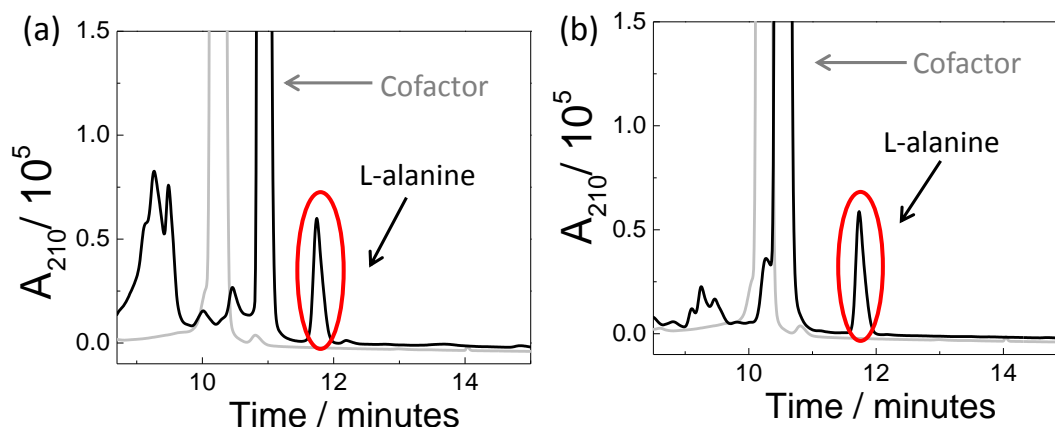 (a)
1.5
1.0
0.5
0.0
A210/ 10^5
Cofactor
L-alanine
10
12
14
Time / minutes
(b)
1.5
1.0
0.5
0.0
A210/ 10^5
Cofactor
L-alanine
10
12
14
Time / minutes